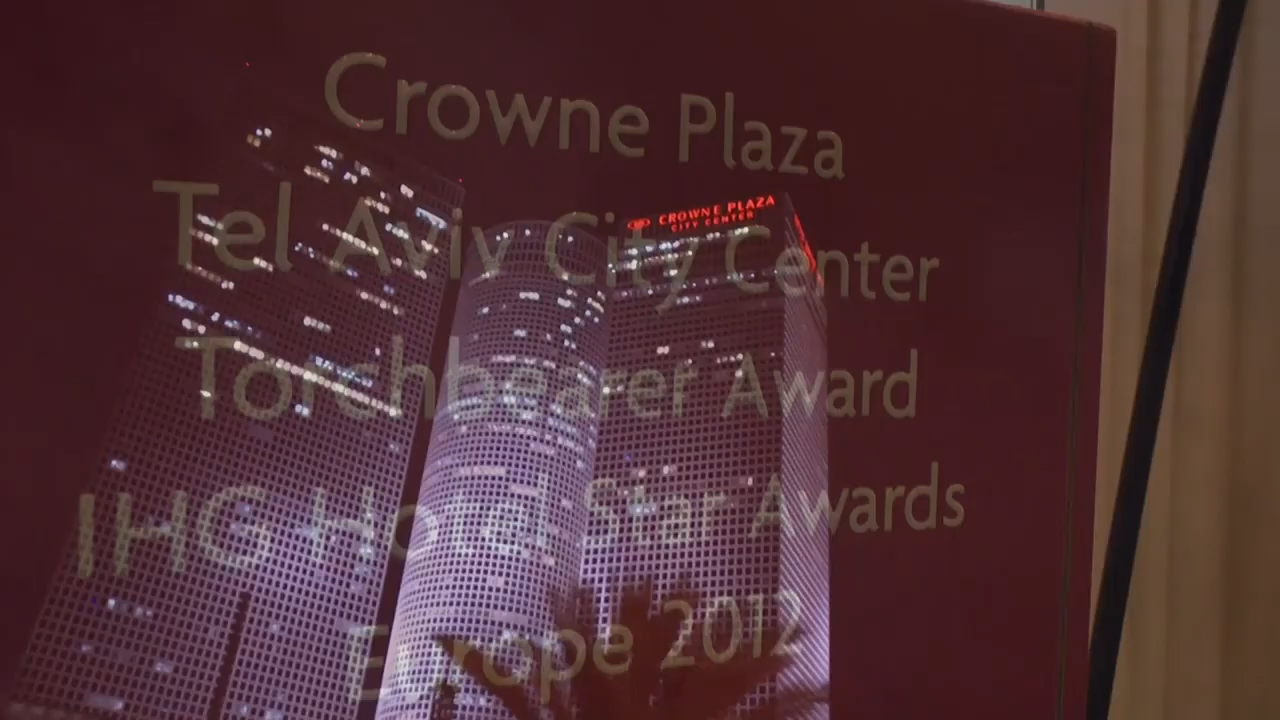 Crowne Plaza
Tel Aviv City Center
Torchbearer Award
IHG Hotel Star Awards
Europe 2012
CROWNE PLAZA
CITY CENTER